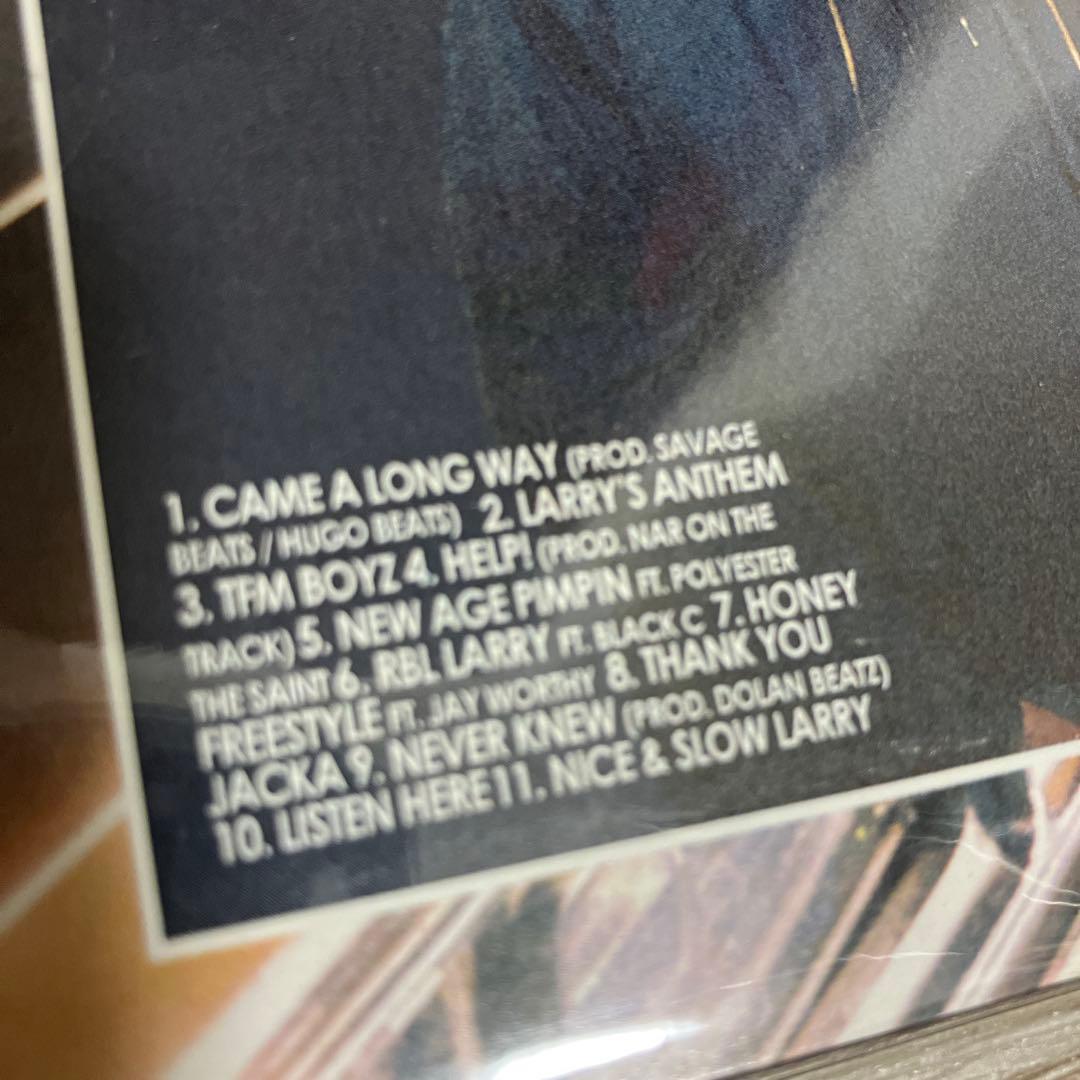 1. CAME A LONG WAY (PROD. SAVAGE
BEATS / HUGO BEATS) 2. LARRY'S ANTHEM
3. TFM BOYZ 4. HELP! (PROD. NAR ON THE
TRACK) 5. NEW AGE PIMPIN FT. POLYESTER
THE SAINT 6. RBL LARRY FT. BLACK C 7. HONEY
FREESTYLE FT. JAY WORTHY 8. THANK YOU
JACKA 9. NEVER KNEW (PROD. DOLAN BEATZ)
10. LISTEN HERE 11. NICE & SLOW LARRY